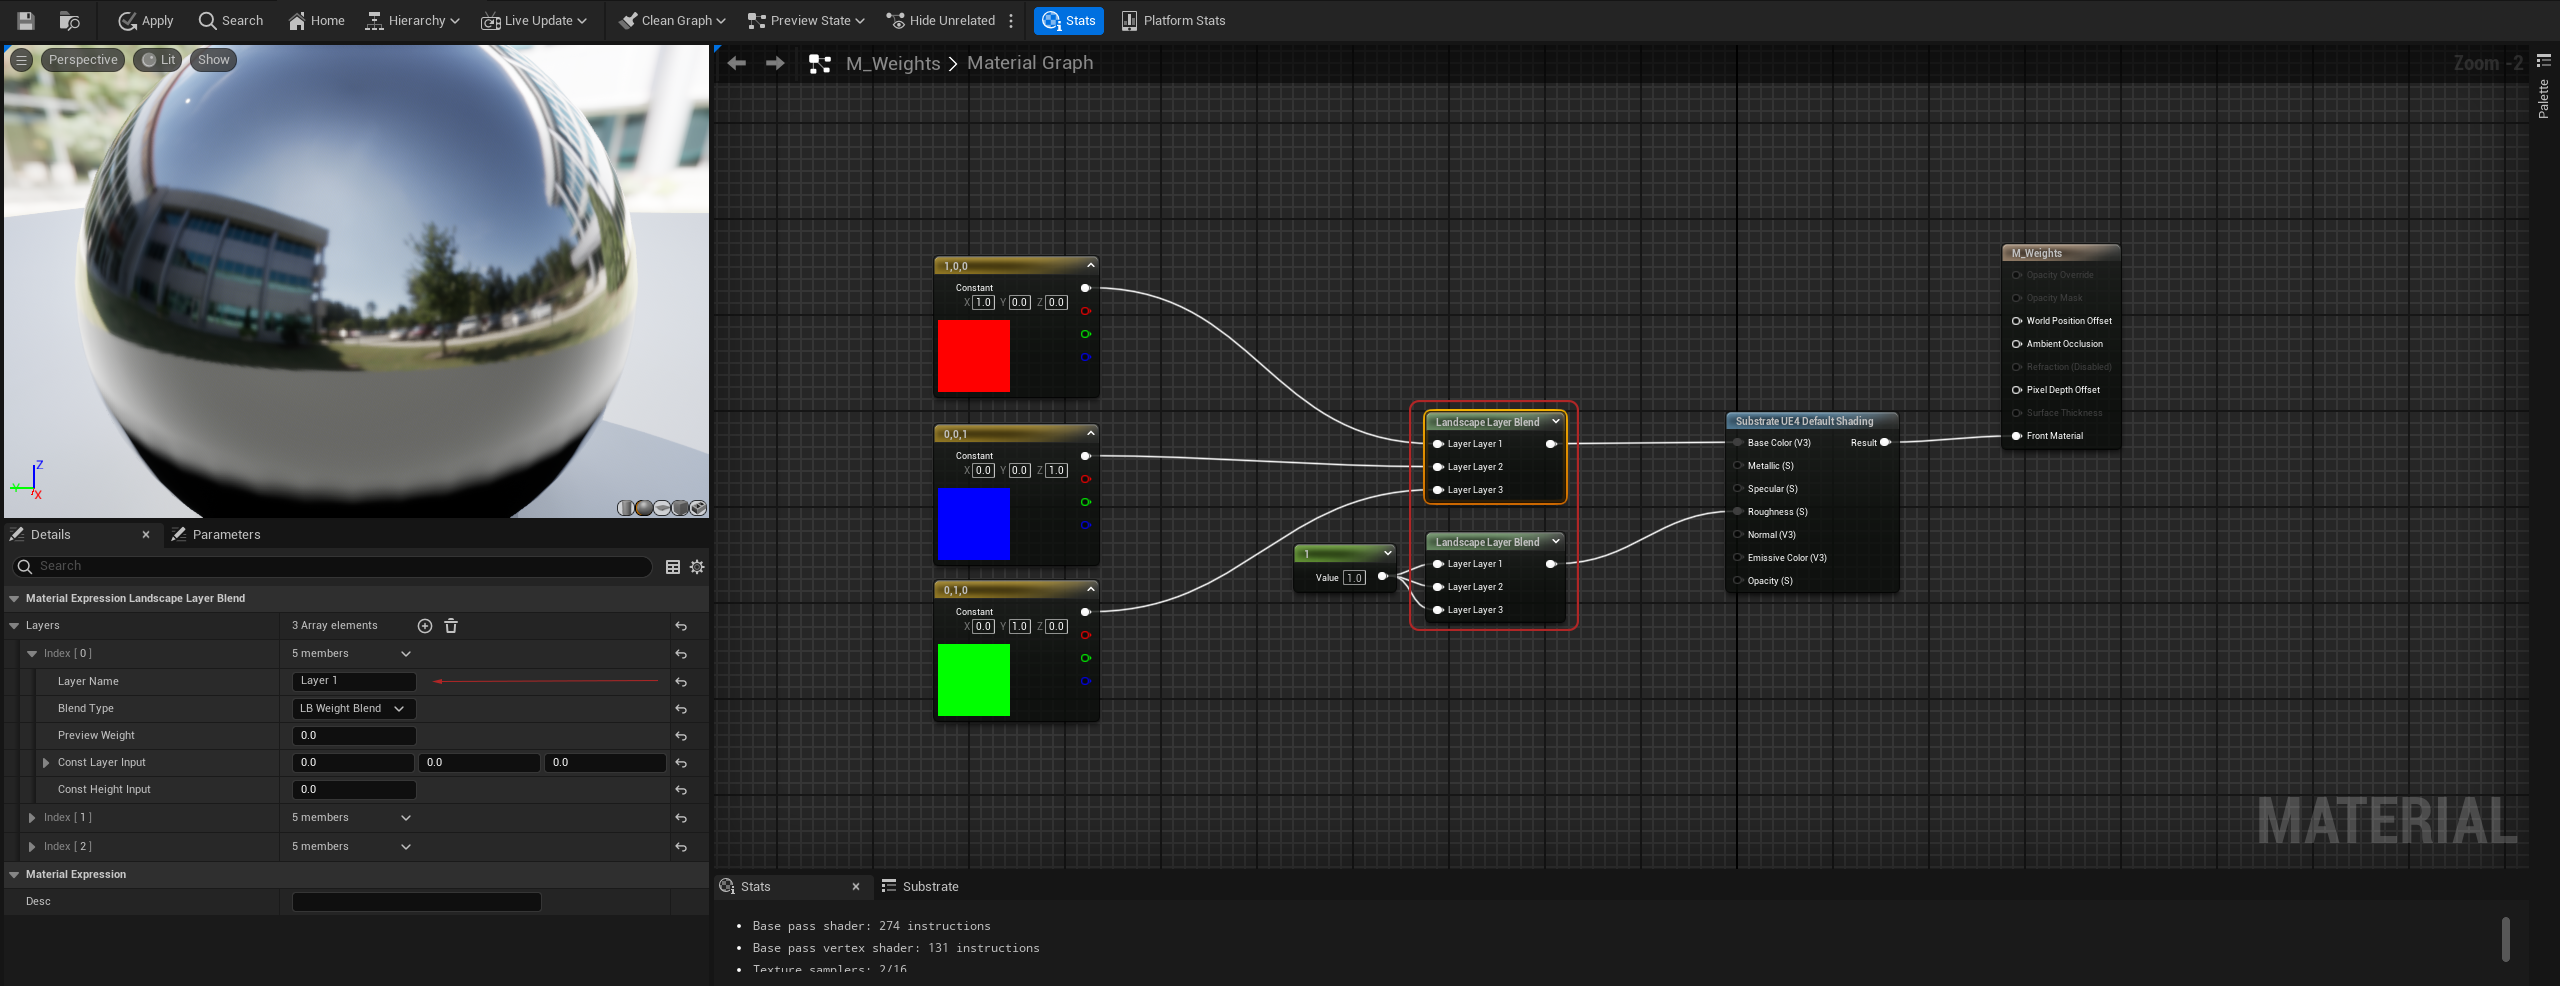 Apply Search Home Hierarchy Live Update Clean Graph Preview State Hide Unrelated Stats Platform Stats
Perspective Lit Show
M_Weights > Material Graph
Zoom -2
Palette
Z
Y
X
1,0,0
Constant
X 1.0 Y 0.0 Z 0.0
0,0,1
Constant
X 0.0 Y 0.0 Z 1.0
0,1,0
Constant
X 0.0 Y 1.0 Z 0.0
1
Value 1.0
Landscape Layer Blend
Layer Layer 1
Layer Layer 2
Layer Layer 3
Landscape Layer Blend
Layer Layer 1
Layer Layer 2
Layer Layer 3
Substrate UE4 Default Shading
Base Color (V3) Result
Metallic (S)
Specular (S)
Roughness (S)
Normal (V3)
Emissive Color (V3)
Opacity (S)
M_Weights
Opacity Override
Opacity Mask
World Position Offset
Ambient Occlusion
Refraction (Disabled)
Pixel Depth Offset
Surface Thickness
Front Material
MATERIAL
Details Parameters
Search
Material Expression Landscape Layer Blend
Layers 3 Array elements
Index [ 0 ] 5 members
Layer Name Layer 1
Blend Type LB Weight Blend
Preview Weight 0.0
Const Layer Input 0.0 0.0 0.0
Const Height Input 0.0
Index [ 1 ] 5 members
Index [ 2 ] 5 members
Material Expression
Desc
Stats Substrate
• Base pass shader: 274 instructions
• Base pass vertex shader: 131 instructions
• Texture samplers: 2/16